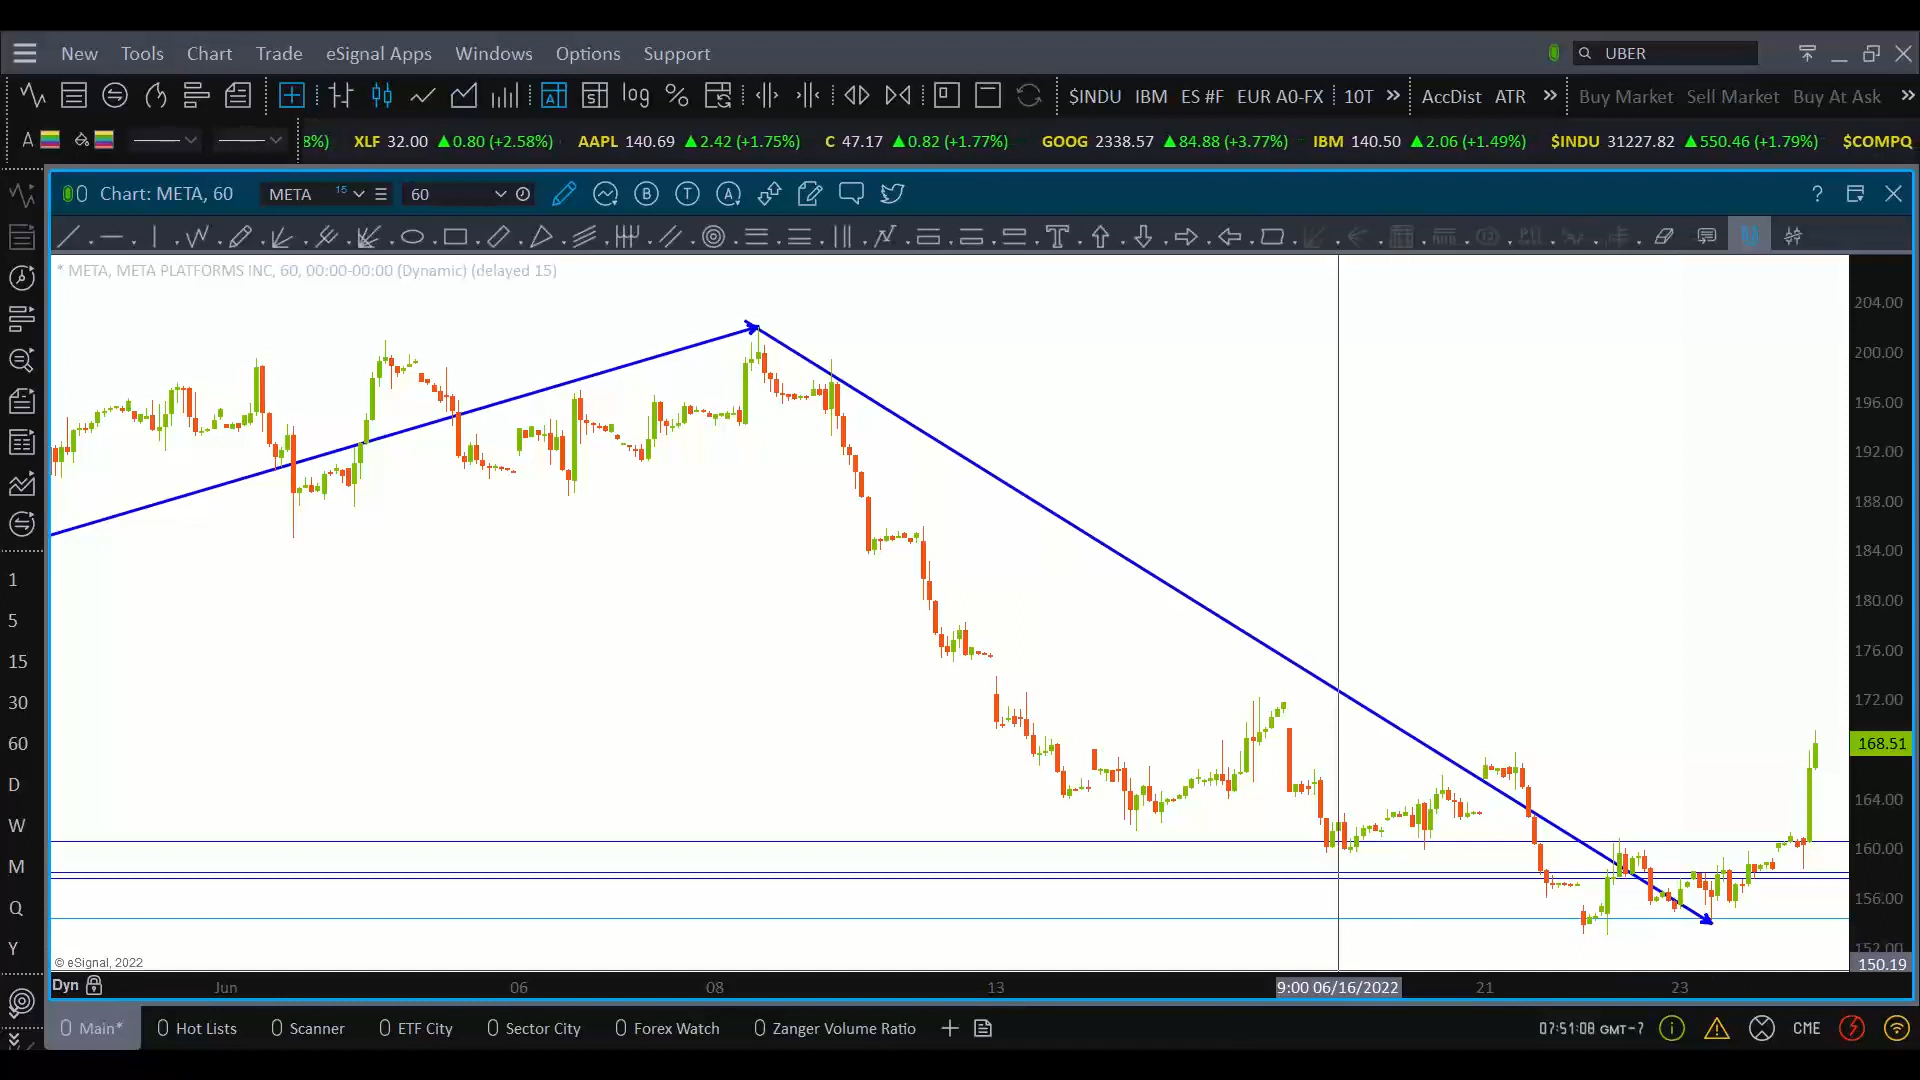 New Tools Chart Trade eSignal Apps Windows Options Support UBER
log % $INDU IBM ES #F EUR A0-FX 10T » AccDist ATR » Buy Market Sell Market Buy At Ask »
A 8%) XLF 32.00 ▲0.80 (+2.58%) AAPL 140.69 ▲2.42 (+1.75%) C 47.17 ▲0.82 (+1.77%) GOOG 2338.57 ▲84.88 (+3.77%) IBM 140.50 ▲2.06 (+1.49%) $INDU 31227.82 ▲550.46 (+1.79%) $COMPQ
Chart: META, 60 META 15 60 B T A ?
* META, META PLATFORMS INC, 60, 00:00-00:00 (Dynamic) (delayed 15)
204.00
200.00
196.00
192.00
188.00
184.00
180.00
176.00
172.00
168.51
164.00
160.00
156.00
152.00
150.19
1
5
15
30
60
D
W
M
Q
Y
© eSignal, 2022
Dyn Jun 06 08 13 9:00 06/16/2022 21 23
Main* Hot Lists Scanner ETF City Sector City Forex Watch Zanger Volume Ratio 07:51:08 GMT-7 CME